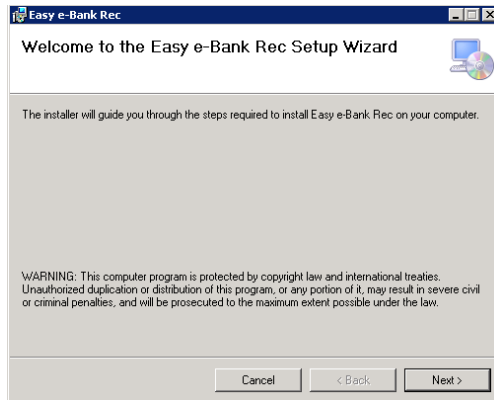 Easy e-Bank Rec
Welcome to the Easy e-Bank Rec Setup Wizard
The installer will guide you through the steps required to install Easy e-Bank Rec on your computer.
WARNING: This computer program is protected by copyright law and international treaties.
Unauthorized duplication or distribution of this program, or any portion of it, may result in severe civil
or criminal penalties, and will be prosecuted to the maximum extent possible under the law.
Cancel
< Back
Next >